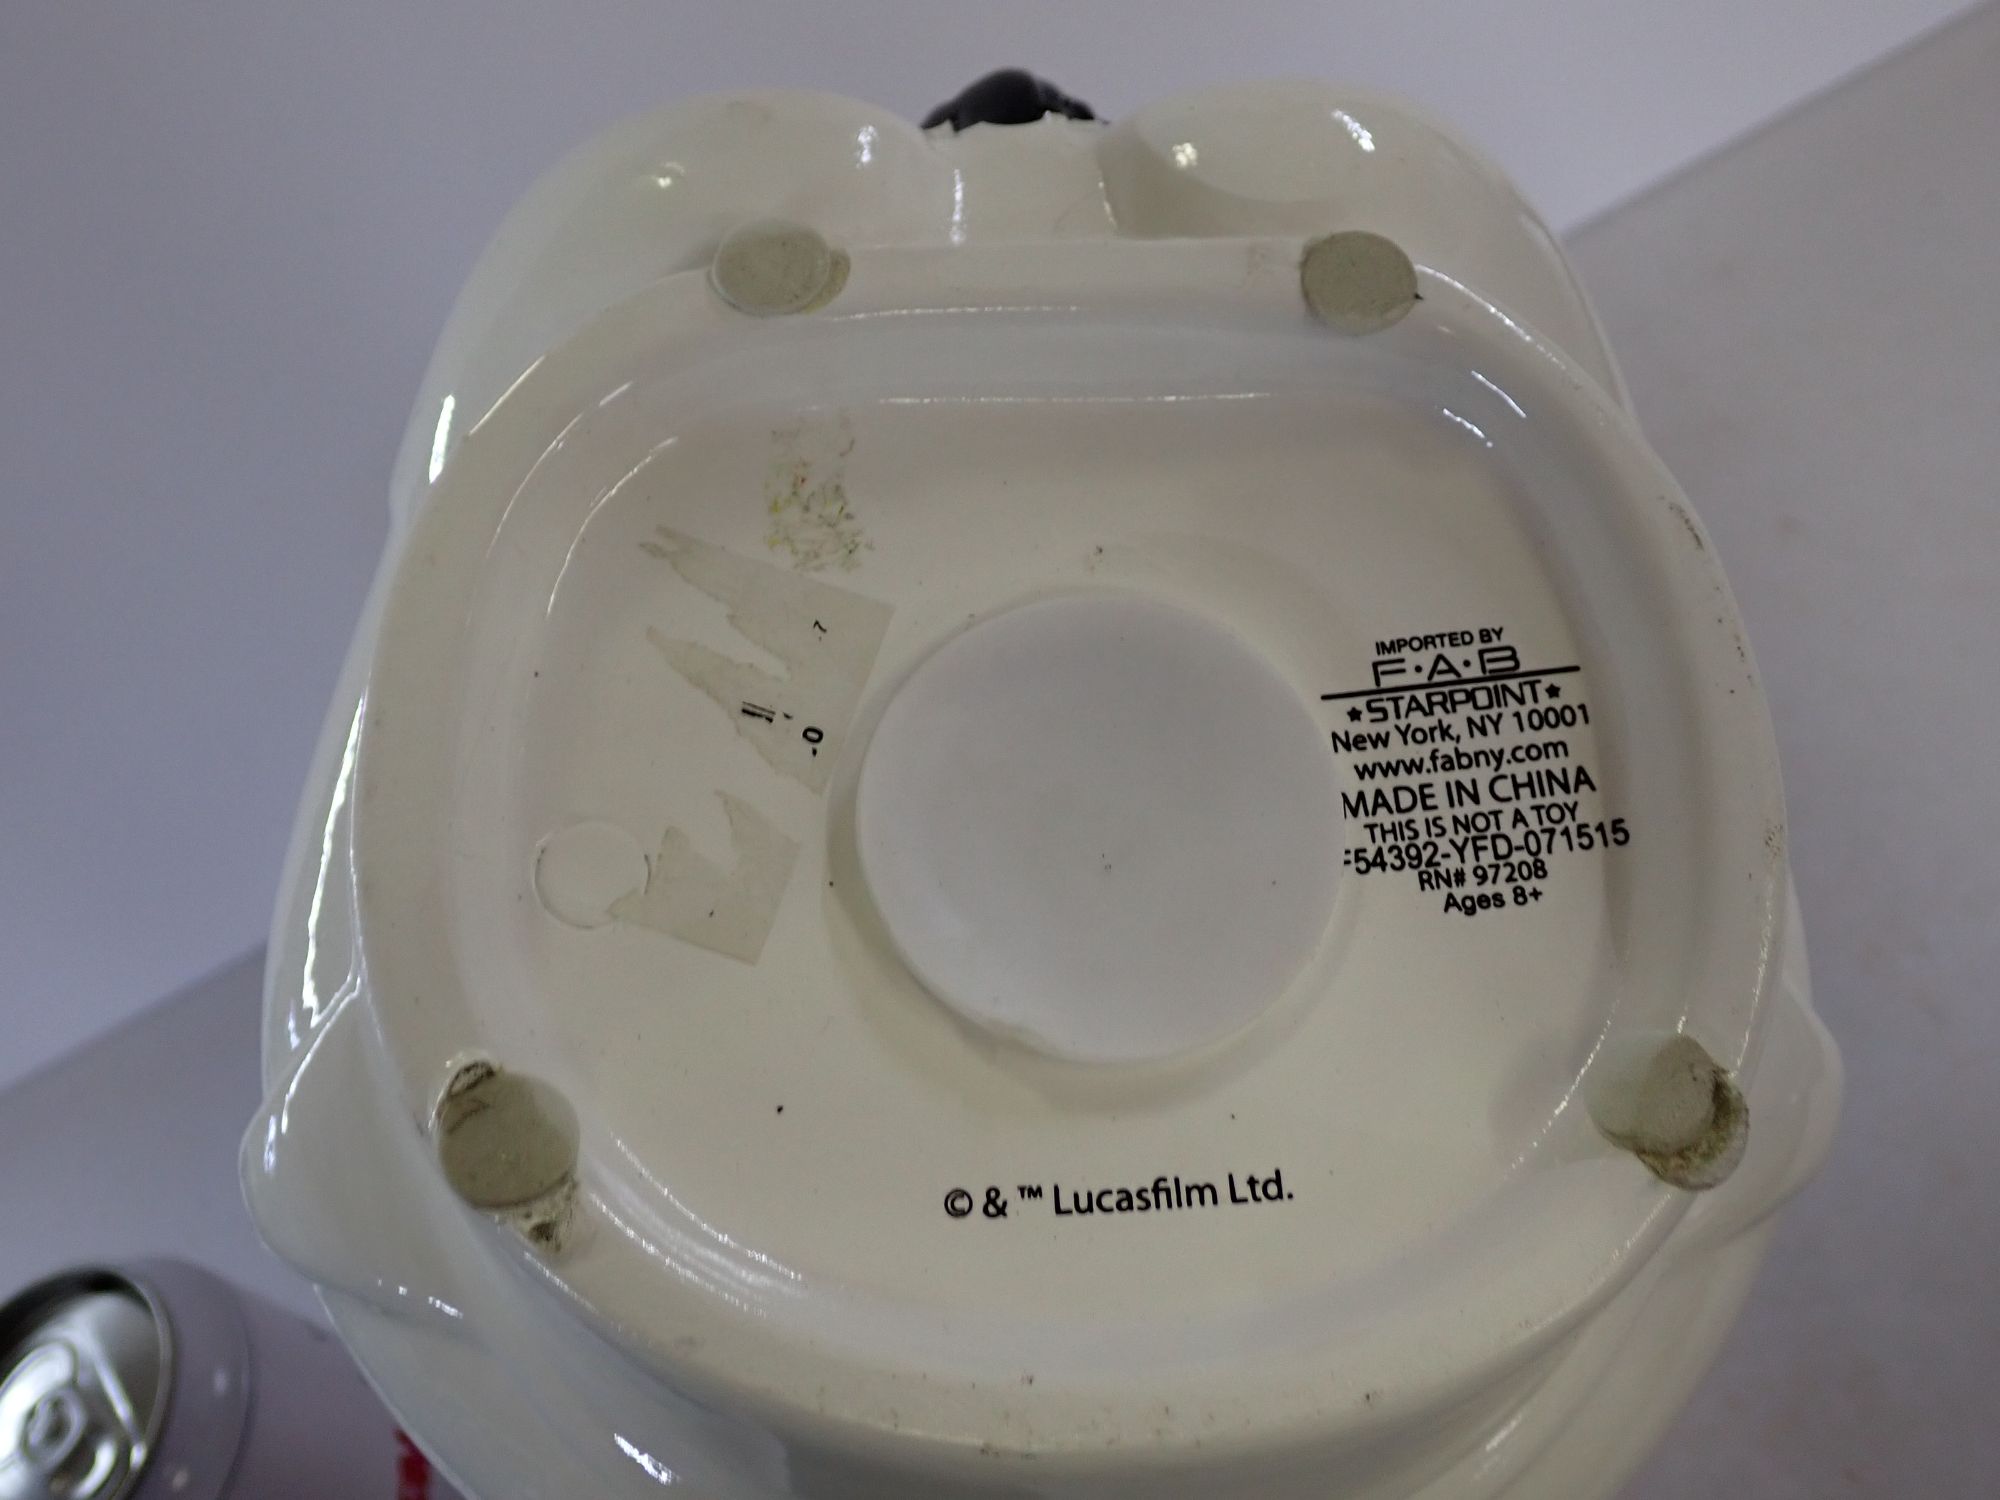 IMPORTED BY
F·A·B
★STARPOINT★
New York, NY 10001
www.fabny.com
MADE IN CHINA
THIS IS NOT A TOY
F54392-YFD-071515
RN# 97208
Ages 8+
© & ™ Lucasfilm Ltd.